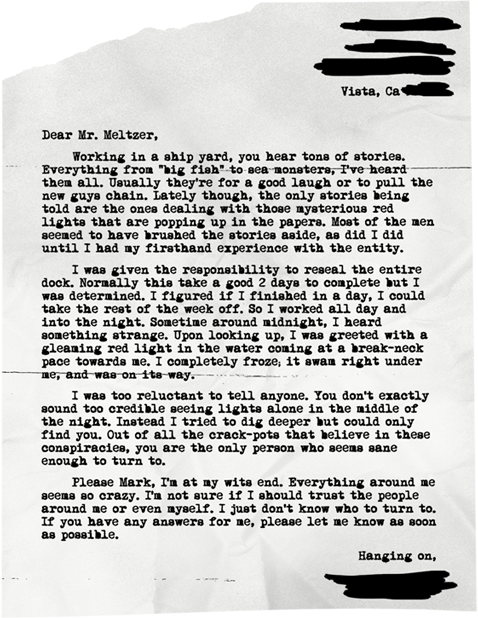 Vista, Ca
Dear Mr. Meltzer,
Working in a ship yard, you hear tons of stories.
Everything from "big fish" to sea monsters, I've heard
them all. Usually they're for a good laugh or to pull the
new guys chain. Lately though, the only stories being
told are the ones dealing with those mysterious red
lights that are popping up in the papers. Most of the men
seemed to have brushed the stories aside, as did I did
until I had my firsthand experience with the entity.
I was given the responsibility to reseal the entire
dock. Normally this take a good 2 days to complete but I
was determined. I figured if I finished in a day, I could
take the rest of the week off. So I worked all day and
into the night. Sometime around midnight, I heard
something strange. Upon looking up, I was greeted with a
gleaming red light in the water coming at a break-neck
pace towards me. I completely froze; it swam right under
me, and was on its way.
I was too reluctant to tell anyone. You don't exactly
sound too credible seeing lights alone in the middle of
the night. Instead I tried to dig deeper but could only
find you. Out of all the crack-pots that believe in these
conspiracies, you are the only person who seems sane
enough to turn to.
Please Mark, I'm at my wits end. Everything around me
seems so crazy. I'm not sure if I should trust the people
around me or even myself. I just don't know who to turn to.
If you have any answers for me, please let me know as soon
as possible.
Hanging on,